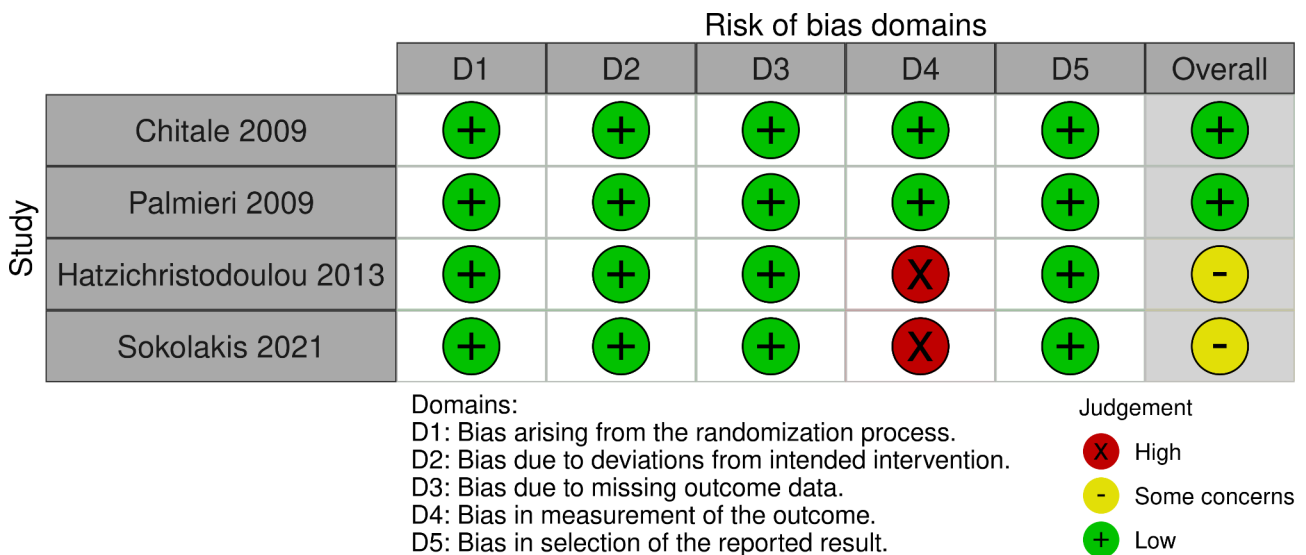 Risk of bias domains
D1 D2 D3 D4 D5 Overall
Study
Chitale 2009 + + + + + +
Palmieri 2009 + + + + + +
Hatzichristodoulou 2013 + + + X + -
Sokolakis 2021 + + + X + -
Domains:
D1: Bias arising from the randomization process.
D2: Bias due to deviations from intended intervention.
D3: Bias due to missing outcome data.
D4: Bias in measurement of the outcome.
D5: Bias in selection of the reported result.
Judgement
X High
- Some concerns
+ Low